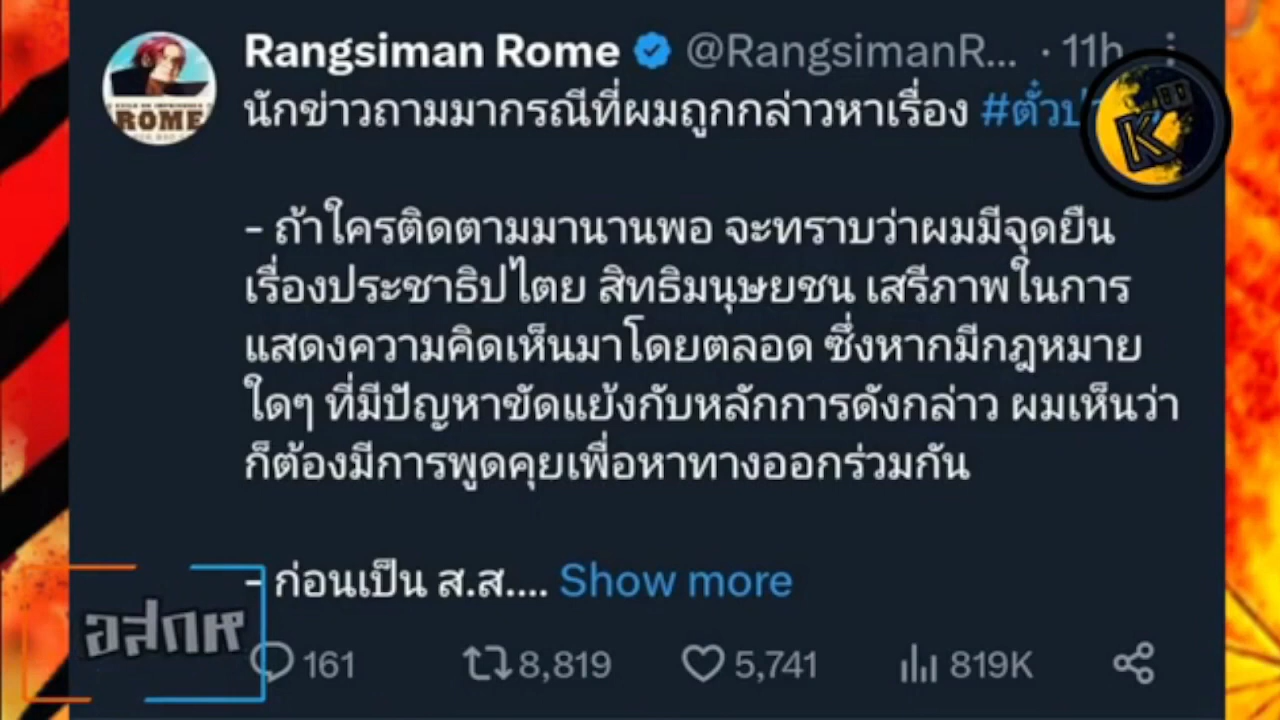 Rangsiman Rome @RangsimanR... · 11h
นักข่าวถามมากรณีที่ผมถูกกล่าวหาเรื่อง
- ถ้าใครติดตามมานานพอ จะทราบว่าผมมีจุดยืน
เรื่องประชาธิปไตย สิทธิมนุษยชน เสรีภาพในการ
แสดงความคิดเห็นมาโดยตลอด ซึ่งหากมีกฎหมาย
ใดๆ ที่มีปัญหาขัดแย้งกับหลักการดังกล่าว ผมเห็นว่า
ก็ต้องมีการพูดคุยเพื่อหาทางออกร่วมกัน
- ก่อนเป็น ส.ส.... Show more
161 8,819 5,741 819K
ROME
K
อสกห